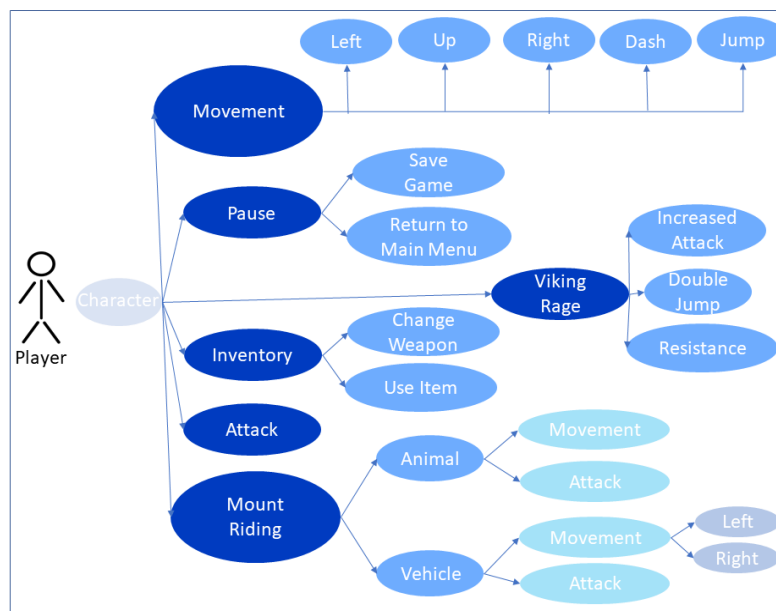 Left
Up
Right
Dash
Jump
Movement
Save
Game
Pause
Return to
Main Menu
Increased
Attack
Character
Viking
Rage
Double
Jump
Player
Inventory
Change
Weapon
Resistance
Use Item
Attack
Mount
Riding
Animal
Movement
Attack
Vehicle
Movement
Left
Right
Attack